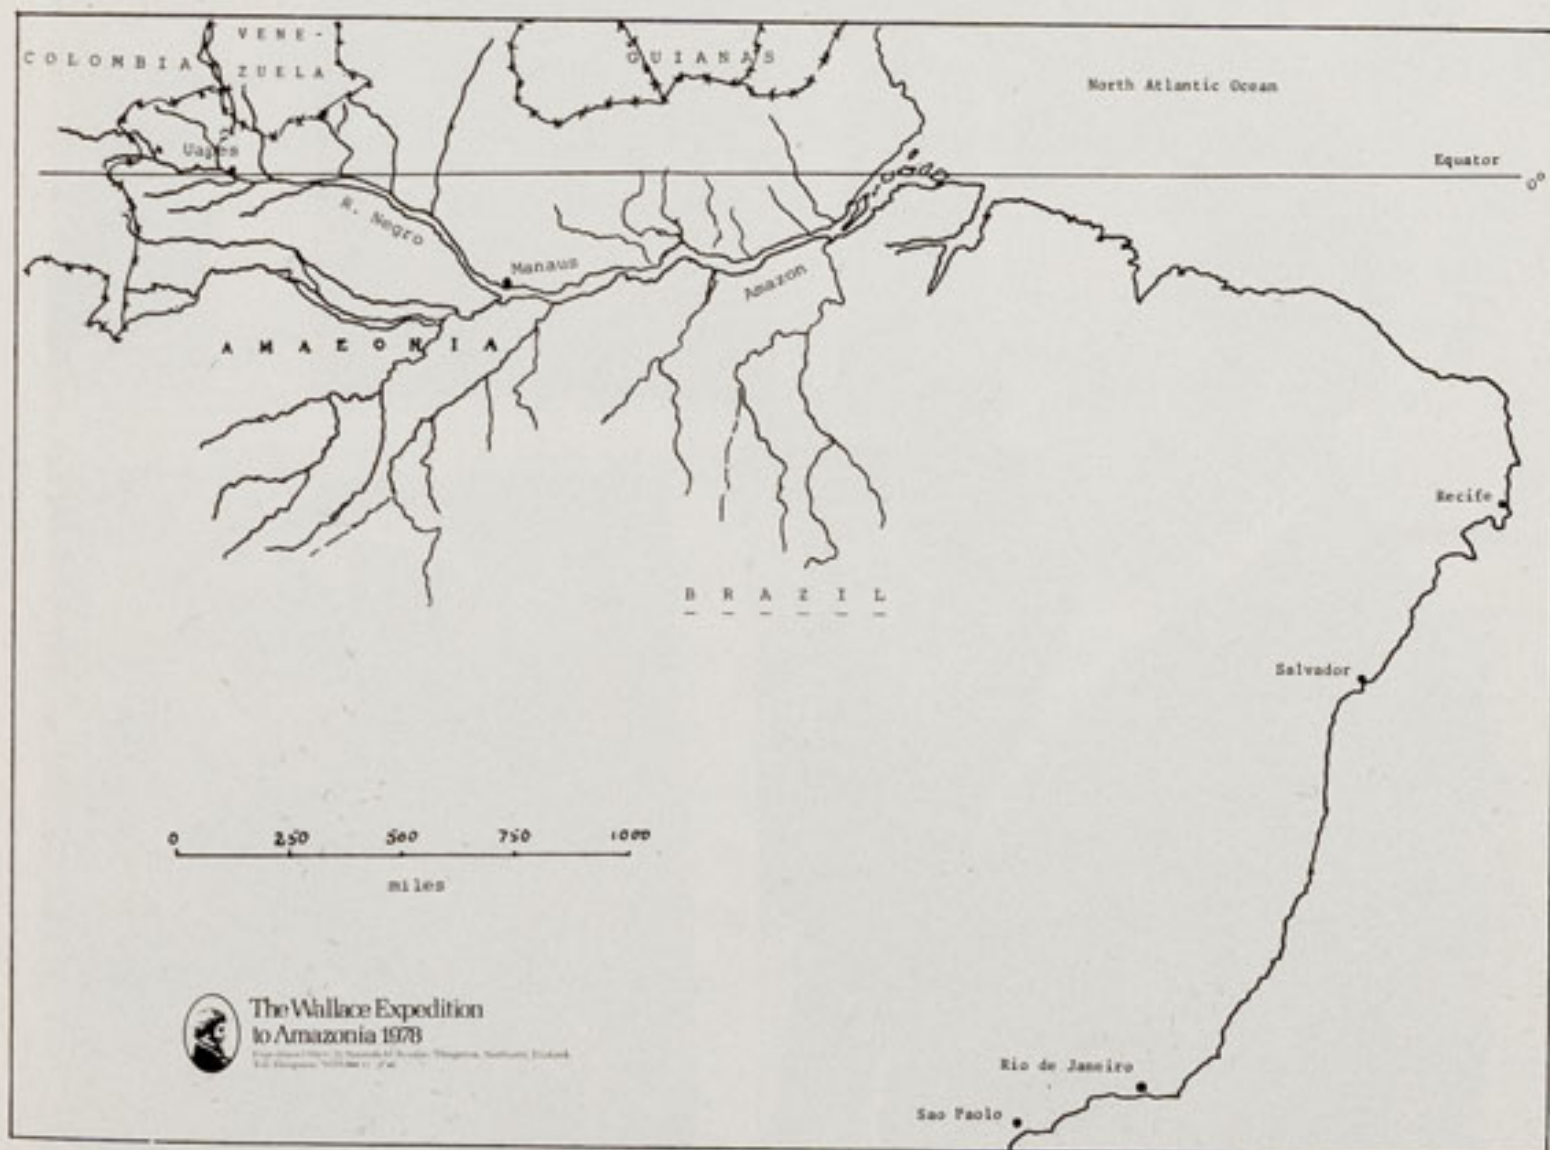 COLOMBIA
VENE-
ZUELA
GUIANAS
North Atlantic Ocean
Equator
0°
Uaupes
R. Negro
Manaus
Amazon
AMAZONIA
Recife
BRAZIL
Salvador
0 250 500 750 1000
miles
The Wallace Expedition
to Amazonia 1978
Rio de Janeiro
Sao Paolo